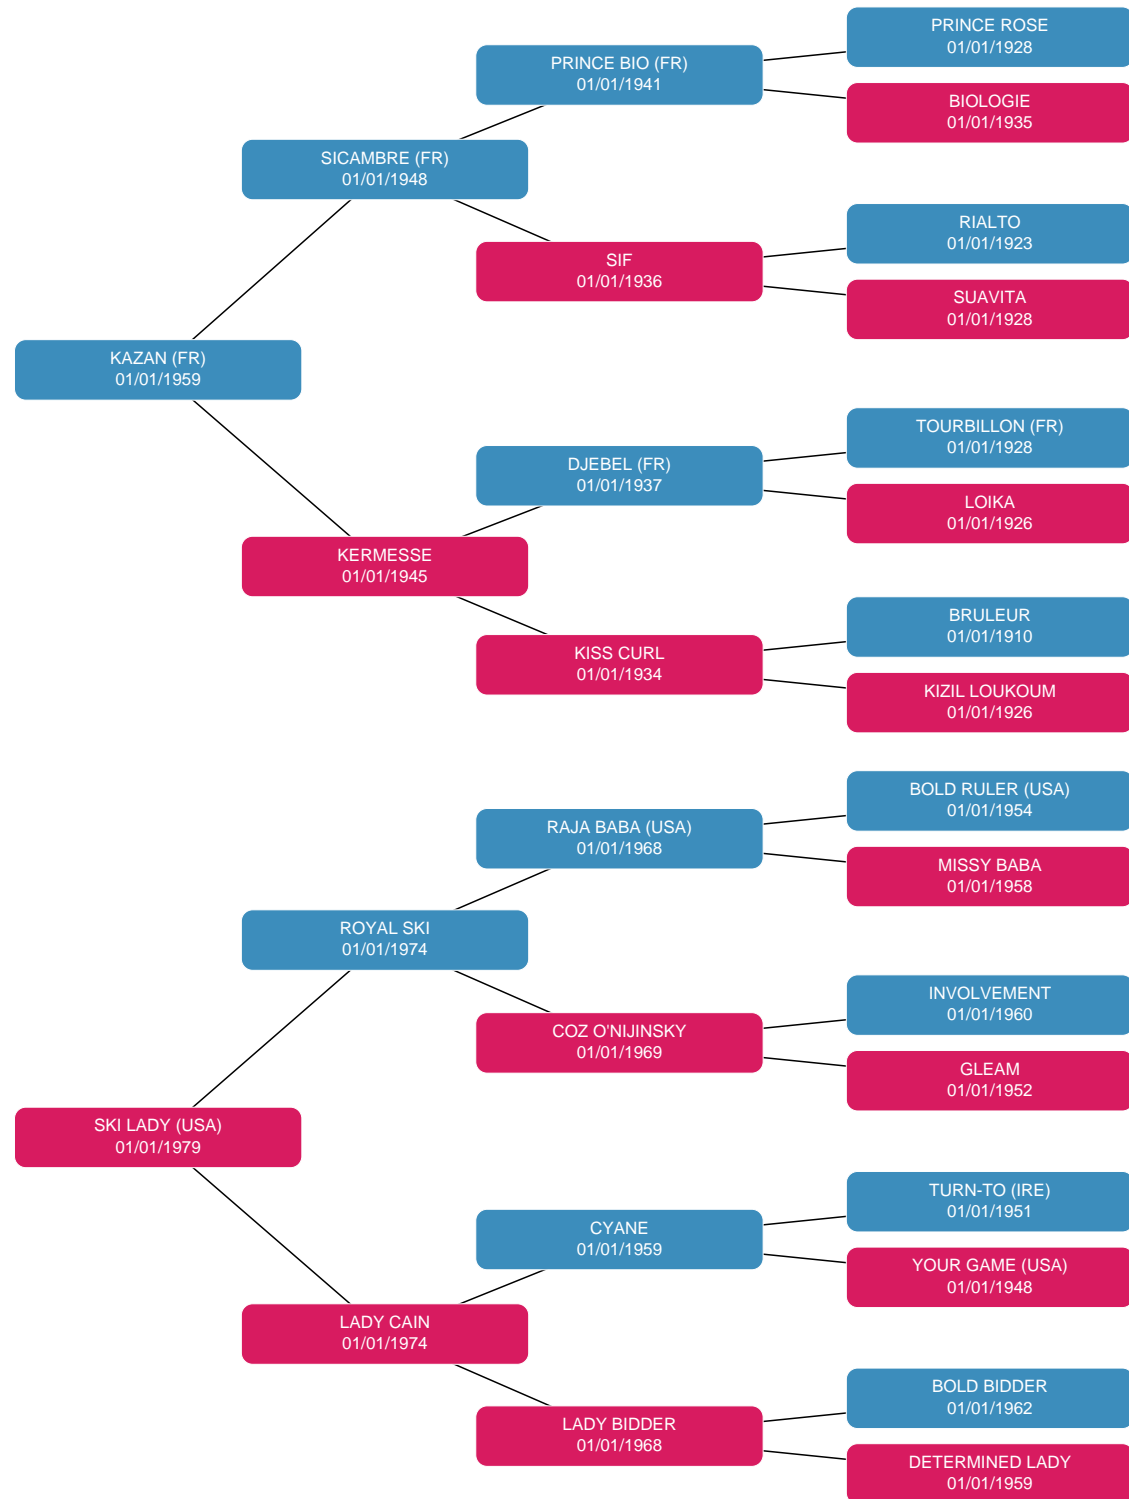 PRINCE ROSE
01/01/1928
PRINCE BIO (FR)
01/01/1941
BIOLOGIE
01/01/1935
SICAMBRE (FR)
01/01/1948
RIALTO
01/01/1923
SIF
01/01/1936
SUAVITA
01/01/1928
KAZAN (FR)
01/01/1959
TOURBILLON (FR)
01/01/1928
DJEBEL (FR)
01/01/1937
LOIKA
01/01/1926
KERMESSE
01/01/1945
BRULEUR
01/01/1910
KISS CURL
01/01/1934
KIZIL LOUKOUM
01/01/1926
BOLD RULER (USA)
01/01/1954
RAJA BABA (USA)
01/01/1968
MISSY BABA
01/01/1958
ROYAL SKI
01/01/1974
INVOLVEMENT
01/01/1960
COZ O'NIJINSKY
01/01/1969
GLEAM
01/01/1952
SKI LADY (USA)
01/01/1979
TURN-TO (IRE)
01/01/1951
CYANE
01/01/1959
YOUR GAME (USA)
01/01/1948
LADY CAIN
01/01/1974
BOLD BIDDER
01/01/1962
LADY BIDDER
01/01/1968
DETERMINED LADY
01/01/1959